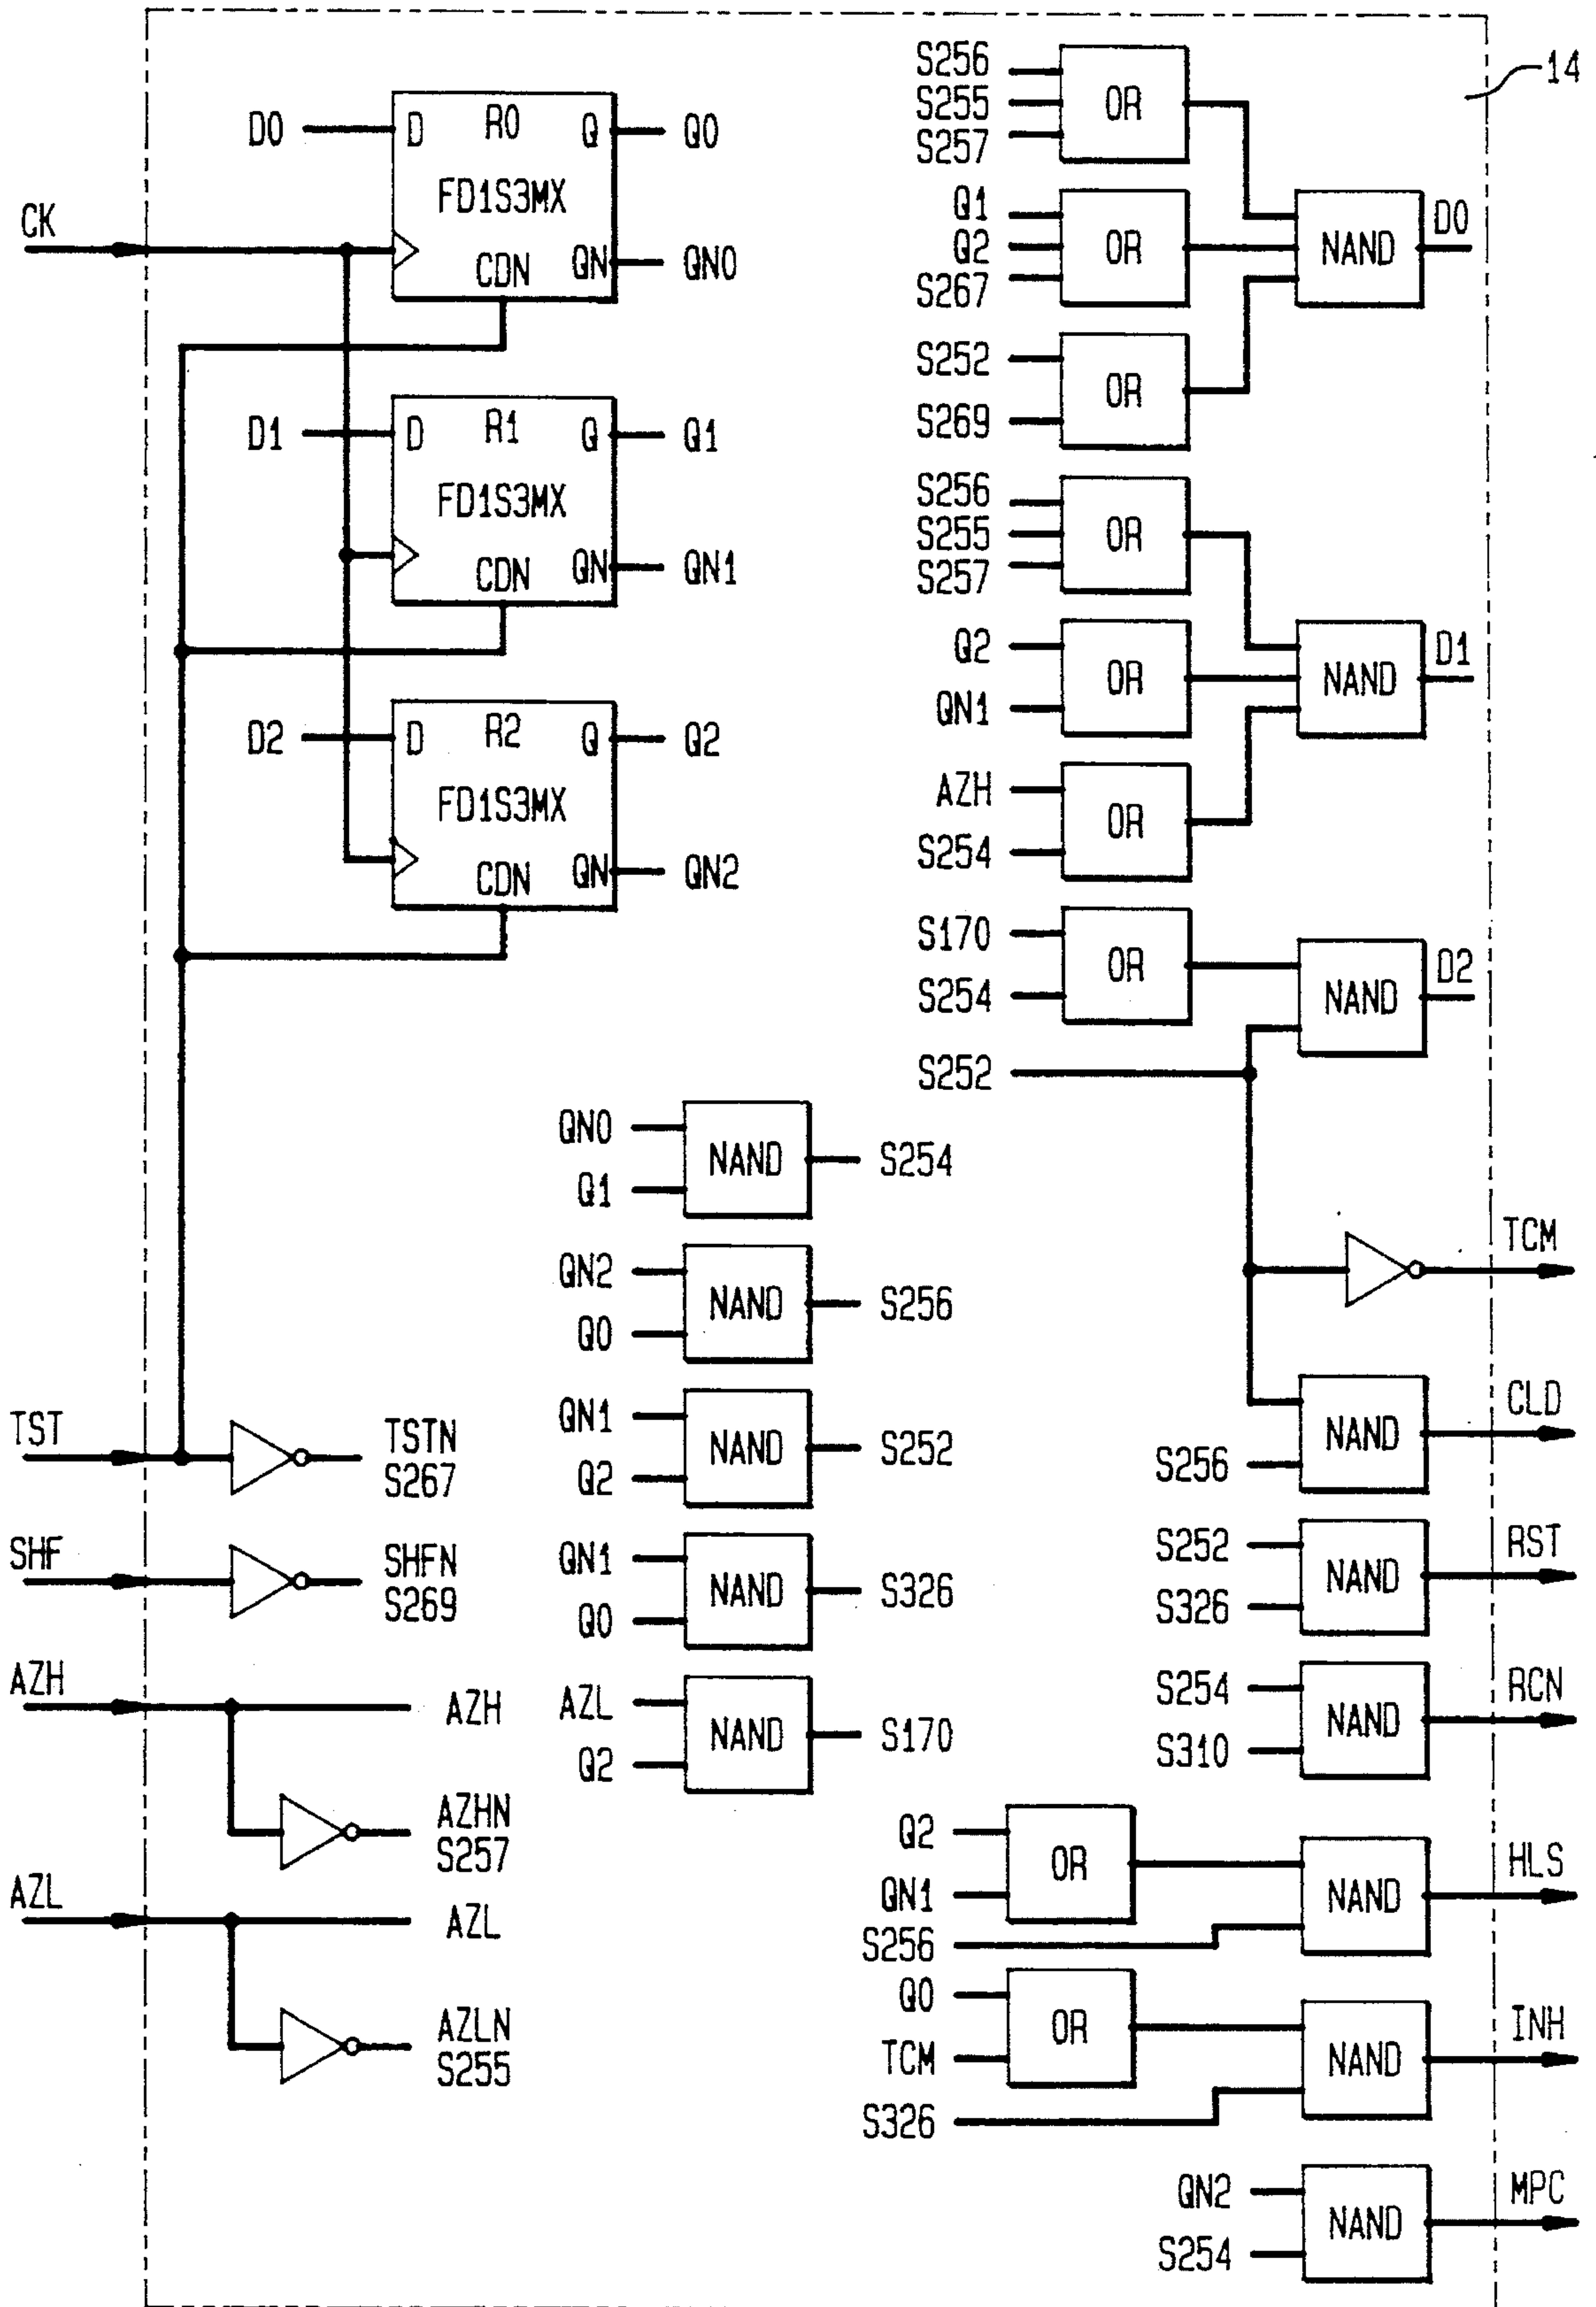 14
CK
D0
D R0 Q
Q0
FD1S3MX
CDN QN
QN0
D1
D R1 Q
Q1
FD1S3MX
CDN QN
QN1
D2
D R2 Q
Q2
FD1S3MX
CDN QN
QN2
TST
TSTN
S267
SHF
SHFN
S269
AZH
AZH
AZHN
S257
AZL
AZL
AZLN
S255
QN0
Q1
NAND
S254
QN2
Q0
NAND
S256
QN1
Q2
NAND
S252
QN1
Q0
NAND
S326
AZL
Q2
NAND
S170
S256
S255
S257
OR
Q1
Q2
S267
OR
NAND
D0
S252
S269
OR
S256
S255
S257
OR
Q2
QN1
OR
NAND
D1
AZH
S254
OR
S170
S254
OR
NAND
D2
S252
TCM
S256
NAND
CLD
S252
S326
NAND
RST
S254
S310
NAND
RCN
Q2
QN1
OR
S256
NAND
HLS
Q0
TCM
OR
S326
NAND
INH
QN2
S254
NAND
MPC